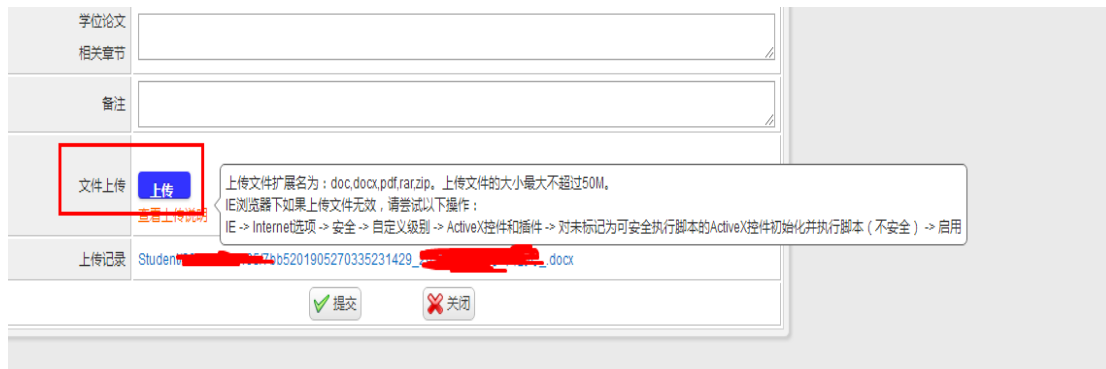 学位论文
相关章节
备注
文件上传
上传
查看上传说明
上传文件扩展名为：doc,docx,pdf,rar,zip。上传文件的大小最大不超过50M。
IE浏览器下如果上传文件无效，请尝试以下操作：
IE -> Internet选项 -> 安全 -> 自定义级别 -> ActiveX控件和插件 -> 对未标记为可安全执行脚本的ActiveX控件初始化并执行脚本（不安全）-> 启用
上传记录 Student bb5201905270335231429_ _.docx
提交 关闭